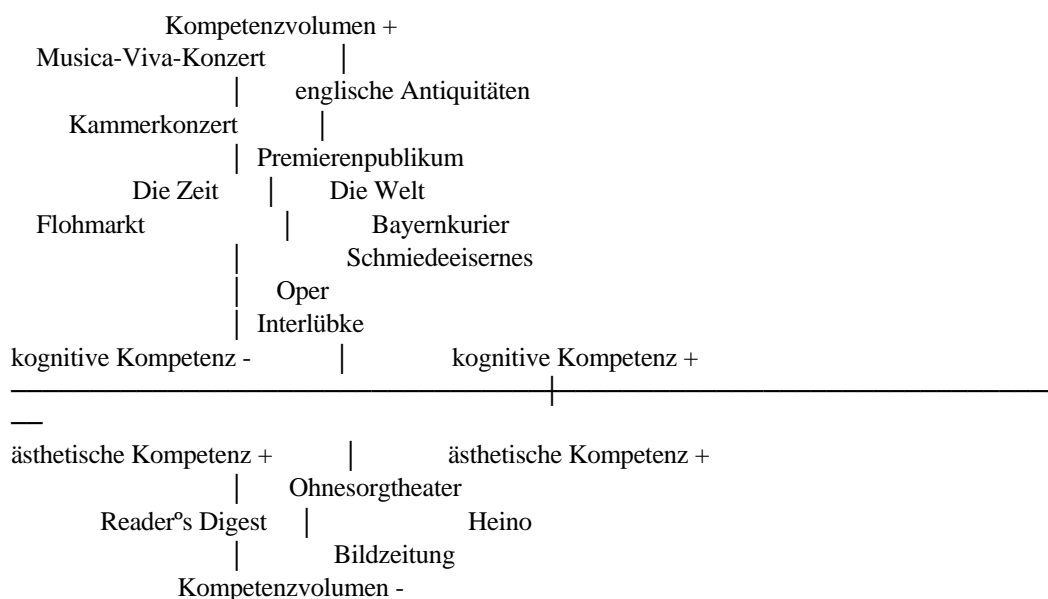 Kompetenzvolumen +
Musica-Viva-Konzert |
| englische Antiquitäten
Kammerkonzert |
| Premierenpublikum
Die Zeit | Die Welt
Flohmarkt | Bayernkurier
| Schmiedeeisernes
| Oper
| Interlübke
kognitive Kompetenz - | kognitive Kompetenz +
ästhetische Kompetenz + | ästhetische Kompetenz +
| Ohnesorgtheater
Readerºs Digest | Heino
| Bildzeitung
Kompetenzvolumen -